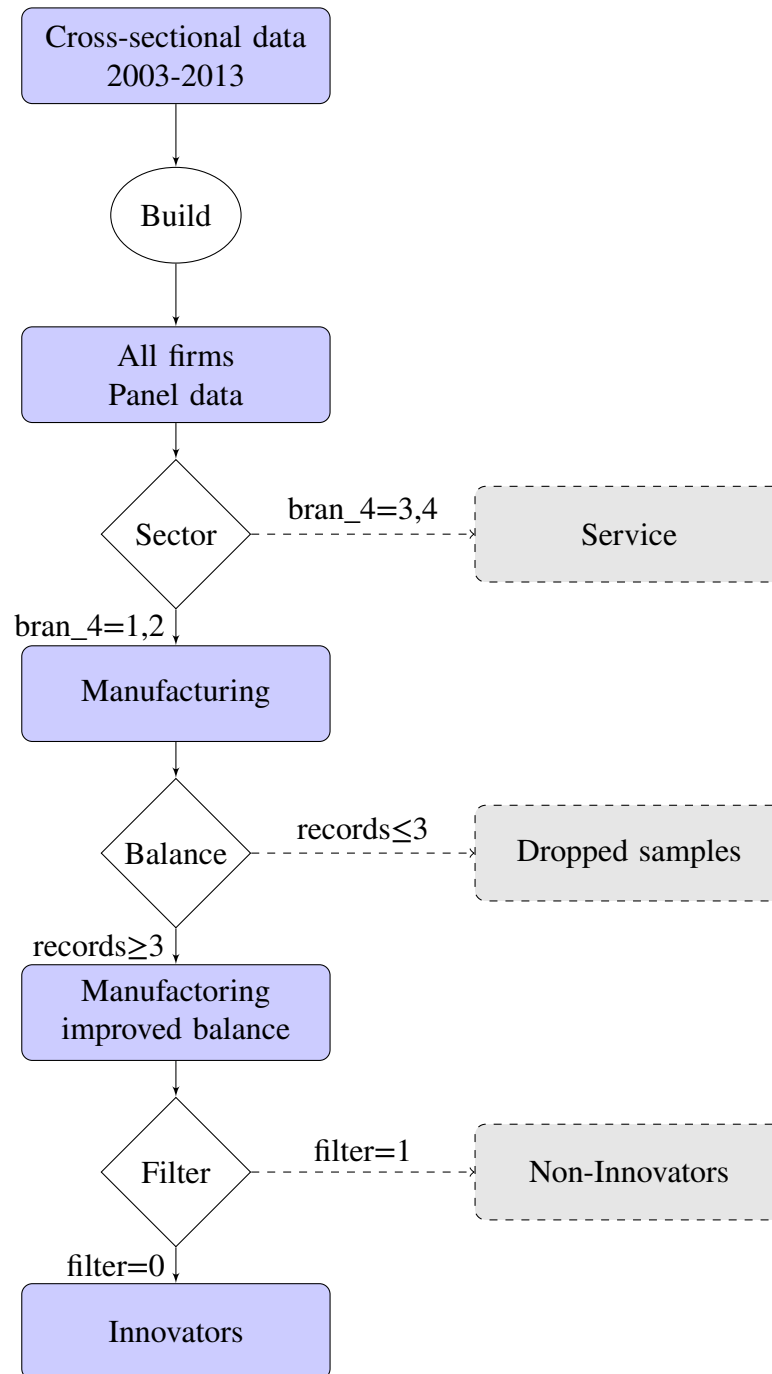 Cross-sectional data
2003-2013
Build
All firms
Panel data
Sector
bran_4=3,4
Service
bran_4=1,2
Manufacturing
Balance
records≤3
Dropped samples
records≥3
Manufactoring
improved balance
Filter
filter=1
Non-Innovators
filter=0
Innovators